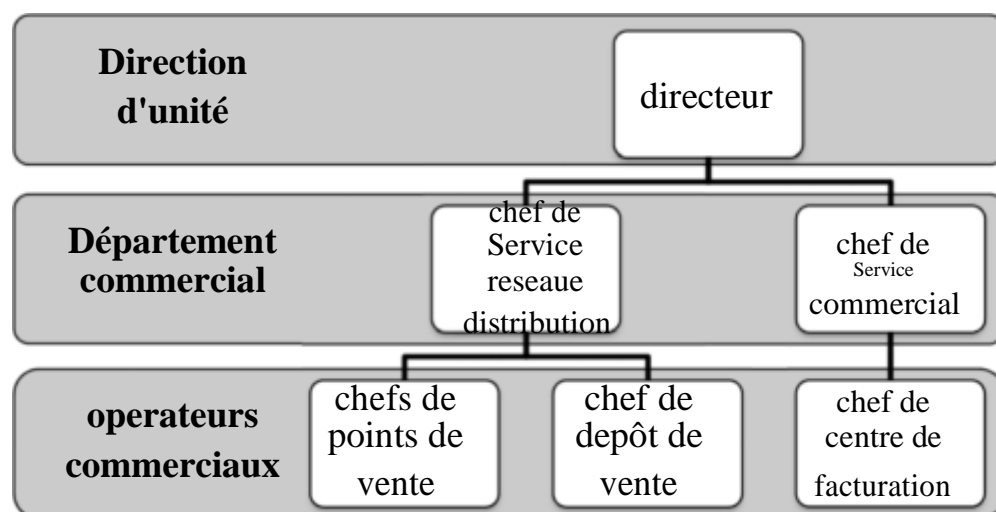 Direction
d'unité
directeur
Département
commercial
chef de
Service
reseaue
distribution
chef de
Service
commercial
operateurs
commerciaux
chefs de
points de
vente
chef de
depôt de
vente
chef de
centre de
facturation